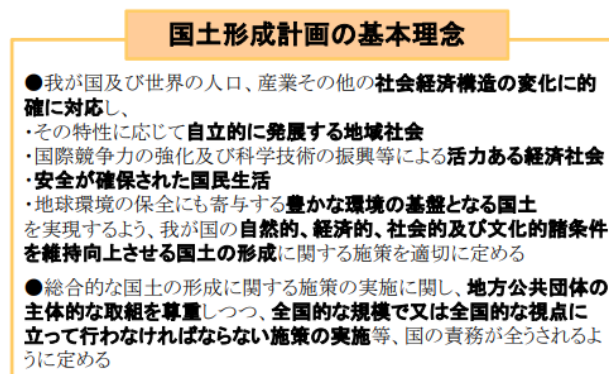 国土形成計画の基本理念
●我が国及び世界の人口、産業その他の社会経済構造の変化に的
確に対応し、
・その特性に応じて自立的に発展する地域社会
・国際競争力の強化及び科学技術の振興等による活力ある経済社会
・安全が確保された国民生活
・地球環境の保全にも寄与する豊かな環境の基盤となる国土
を実現するよう、我が国の自然的、経済的、社会的及び文化的諸条件
を維持向上させる国土の形成に関する施策を適切に定める
●総合的な国土の形成に関する施策の実施に関し、地方公共団体の
主体的な取組を尊重しつつ、全国的な規模で又は全国的な視点に
立って行わなければならない施策の実施等、国の責務が全うされるよ
うに定める